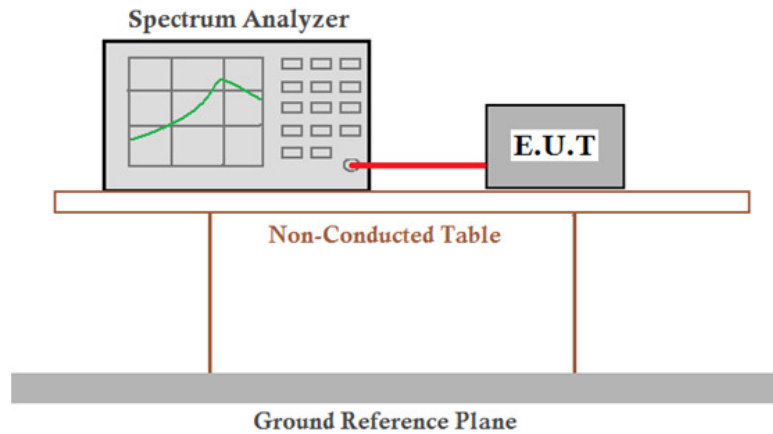 Spectrum Analyzer
E.U.T
Non-Conducted Table
Ground Reference Plane